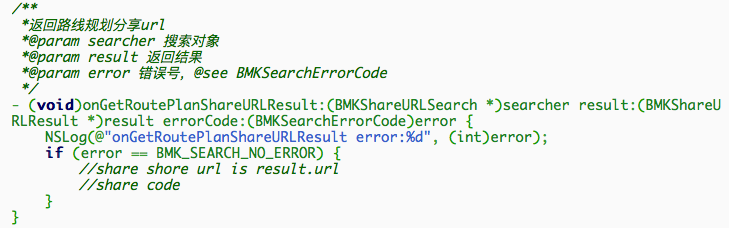 /**
*返回路线规划分享url
*@param searcher 搜索对象
*@param result 返回结果
*@param error 错误号，@see BMKSearchErrorCode
*/
- (void)onGetRoutePlanShareURLResult:(BMKShareURLSearch *)searcher result:(BMKShareU
RLResult *)result errorCode:(BMKSearchErrorCode)error {
NSLog(@"onGetRoutePlanShareURLResult error:%d", (int)error);
if (error == BMK_SEARCH_NO_ERROR) {
//share shore url is result.url
//share code
}
}